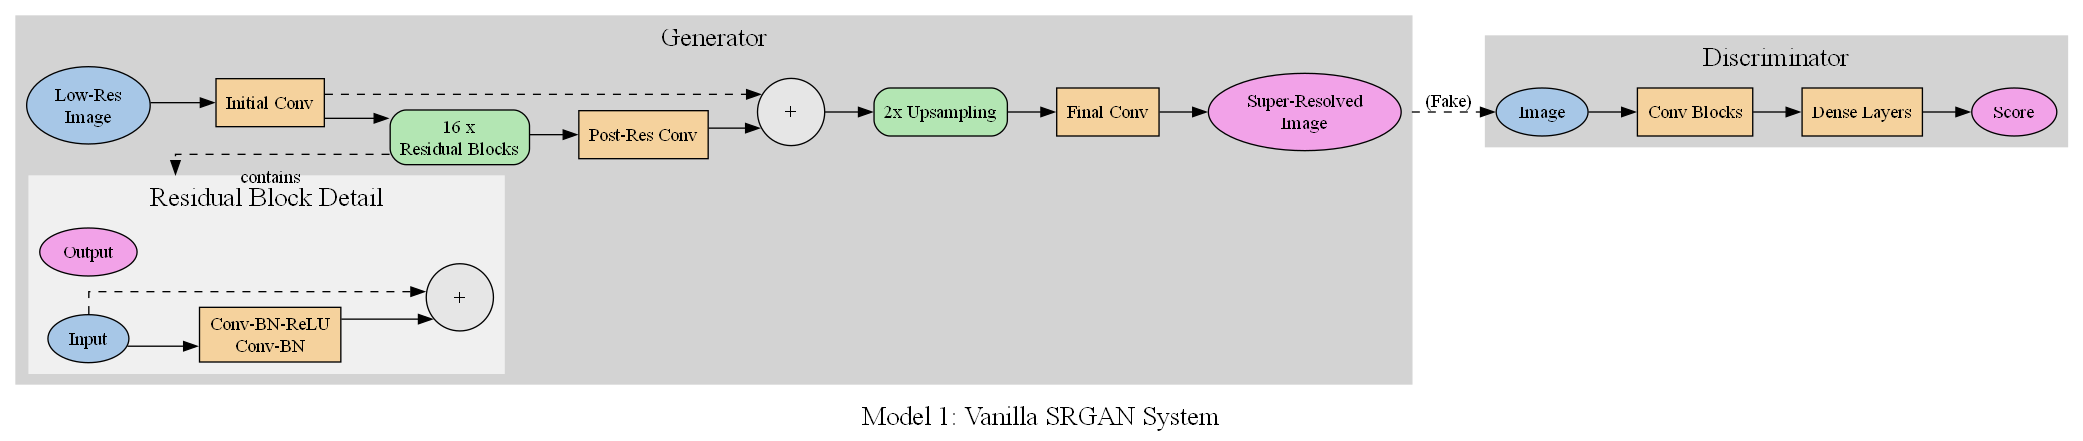 Generator
Low-Res
Image
Initial Conv
16 x
Residual Blocks
Post-Res Conv
+
2x Upsampling
Final Conv
Super-Resolved
Image
(Fake)
Discriminator
Image
Conv Blocks
Dense Layers
Score
contains
Residual Block Detail
Output
Input
Conv-BN-ReLU
Conv-BN
+
Model 1: Vanilla SRGAN System